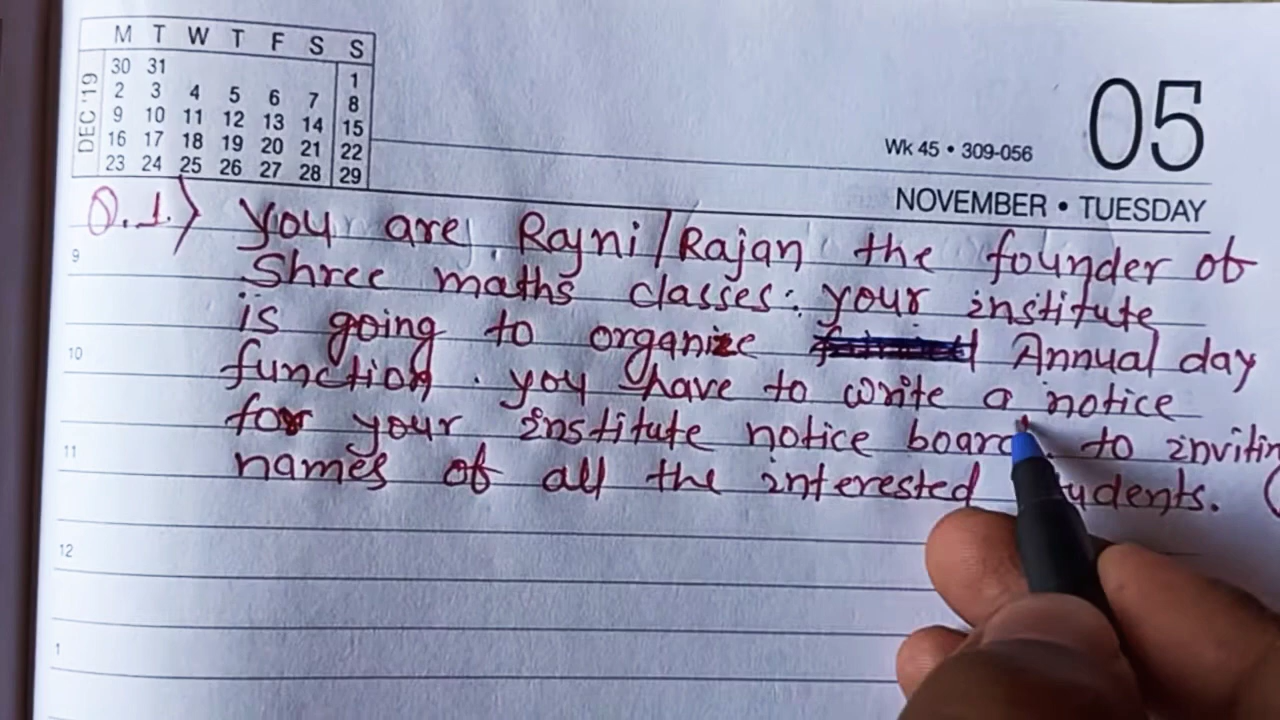 M T W T F S S
DEC '19
30 31 1
2 3 4 5 6 7 8
9 10 11 12 13 14 15
16 17 18 19 20 21 22
23 24 25 26 27 28 29
Wk 45 • 309-056
05
NOVEMBER • TUESDAY
Q.1.) You are Rajni/Rajan the founder of
Shree maths classes. your institute
is going to organize Annual day
function. you have to write a notice
for your institute notice board to
names of all the interested
9
10
11
12
1